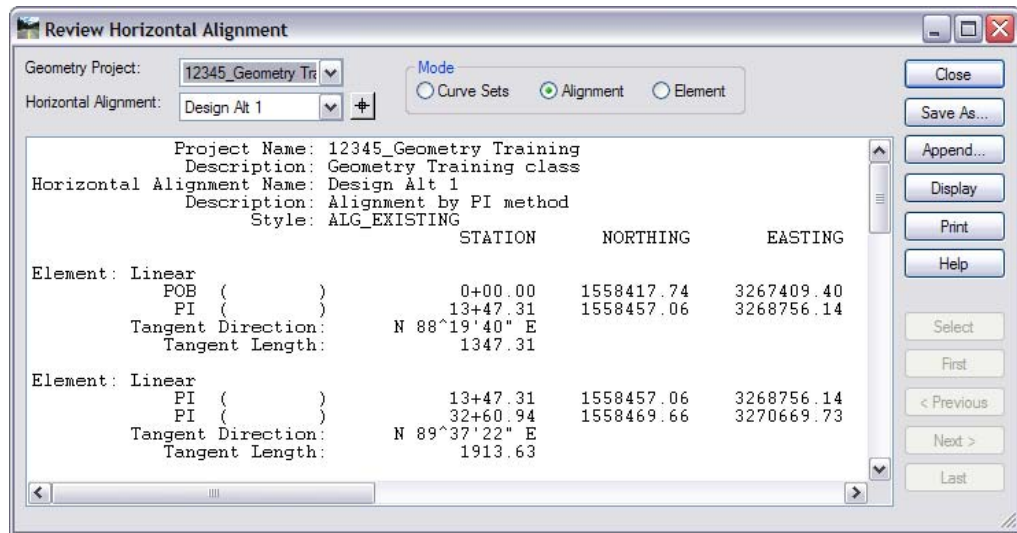 Review Horizontal Alignment
Geometry Project: 12345_Geometry Tra
Horizontal Alignment: Design Alt 1
Mode
Curve Sets Alignment Element
Close
Save As...
Append...
Display
Print
Help
Select
First
< Previous
Next >
Last
Project Name: 12345_Geometry Training
Description: Geometry Training class
Horizontal Alignment Name: Design Alt 1
Description: Alignment by PI method
Style: ALG_EXISTING
STATION NORTHING EASTING
Element: Linear
POB ( ) 0+00.00 1558417.74 3267409.40
PI ( ) 13+47.31 1558457.06 3268756.14
Tangent Direction: N 88^19'40" E
Tangent Length: 1347.31
Element: Linear
PI ( ) 13+47.31 1558457.06 3268756.14
PI ( ) 32+60.94 1558469.66 3270669.73
Tangent Direction: N 89^37'22" E
Tangent Length: 1913.63